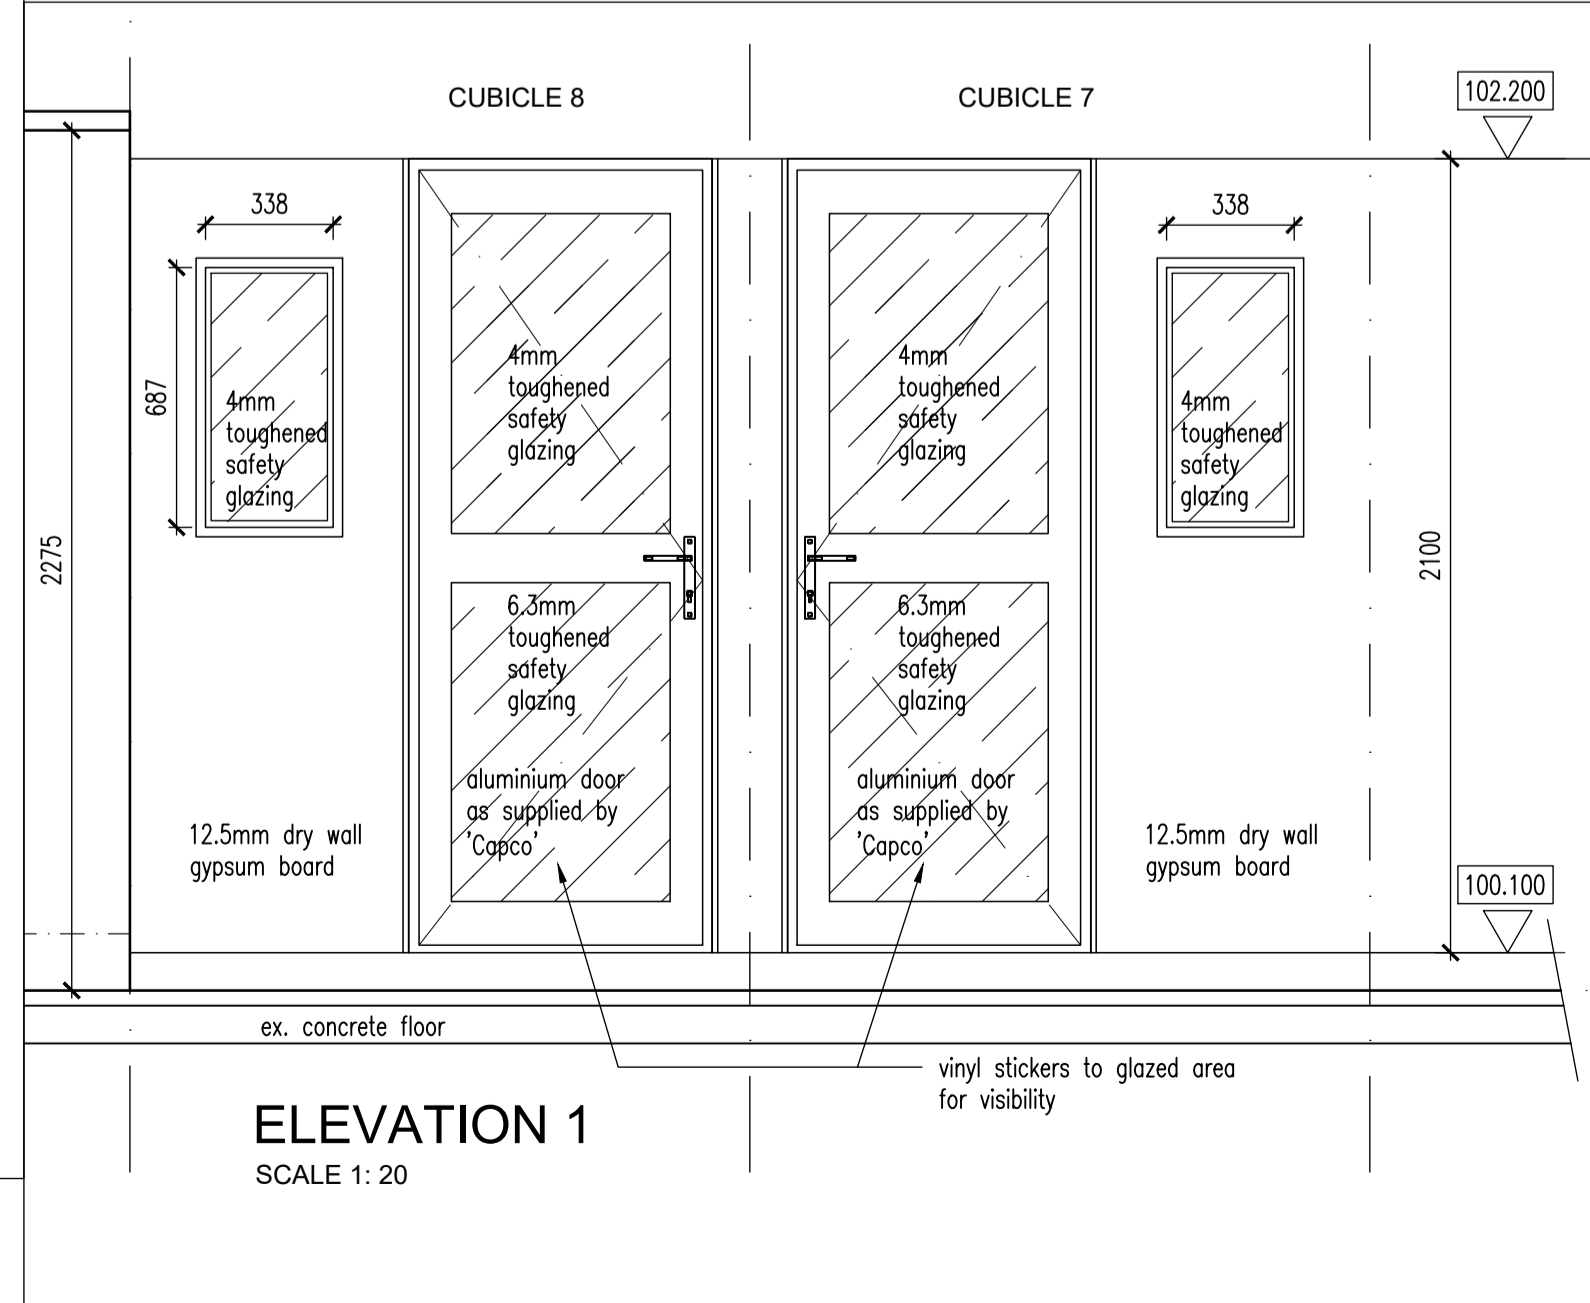 CUBICLE 8
CUBICLE 7
102.200
338
338
687
4mm
toughened
safety
glazing
4mm
toughened
safety
glazing
4mm
toughened
safety
glazing
4mm
toughened
safety
glazing
2275
2100
6.3mm
toughened
safety
glazing
6.3mm
toughened
safety
glazing
aluminium door
as supplied by
'Capco'
aluminium door
as supplied by
'Capco'
12.5mm dry wall
gypsum board
12.5mm dry wall
gypsum board
100.100
ex. concrete floor
vinyl stickers to glazed area
for visibility
ELEVATION 1
SCALE 1: 20